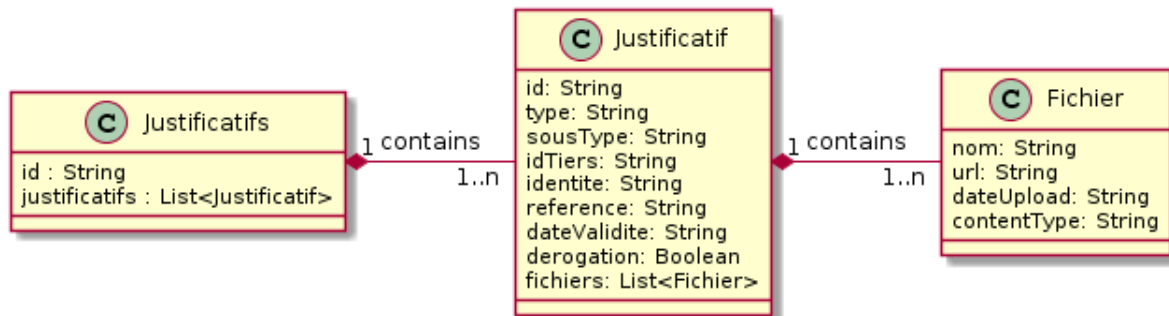 C Justificatifs
id : String
justificatifs : List<Justificatif>
1 contains
1..n
C Justificatif
id: String
type: String
sousType: String
idTiers: String
identite: String
reference: String
dateValidite: String
derogation: Boolean
fichiers: List<Fichier>
1 contains
1..n
C Fichier
nom: String
url: String
dateUpload: String
contentType: String